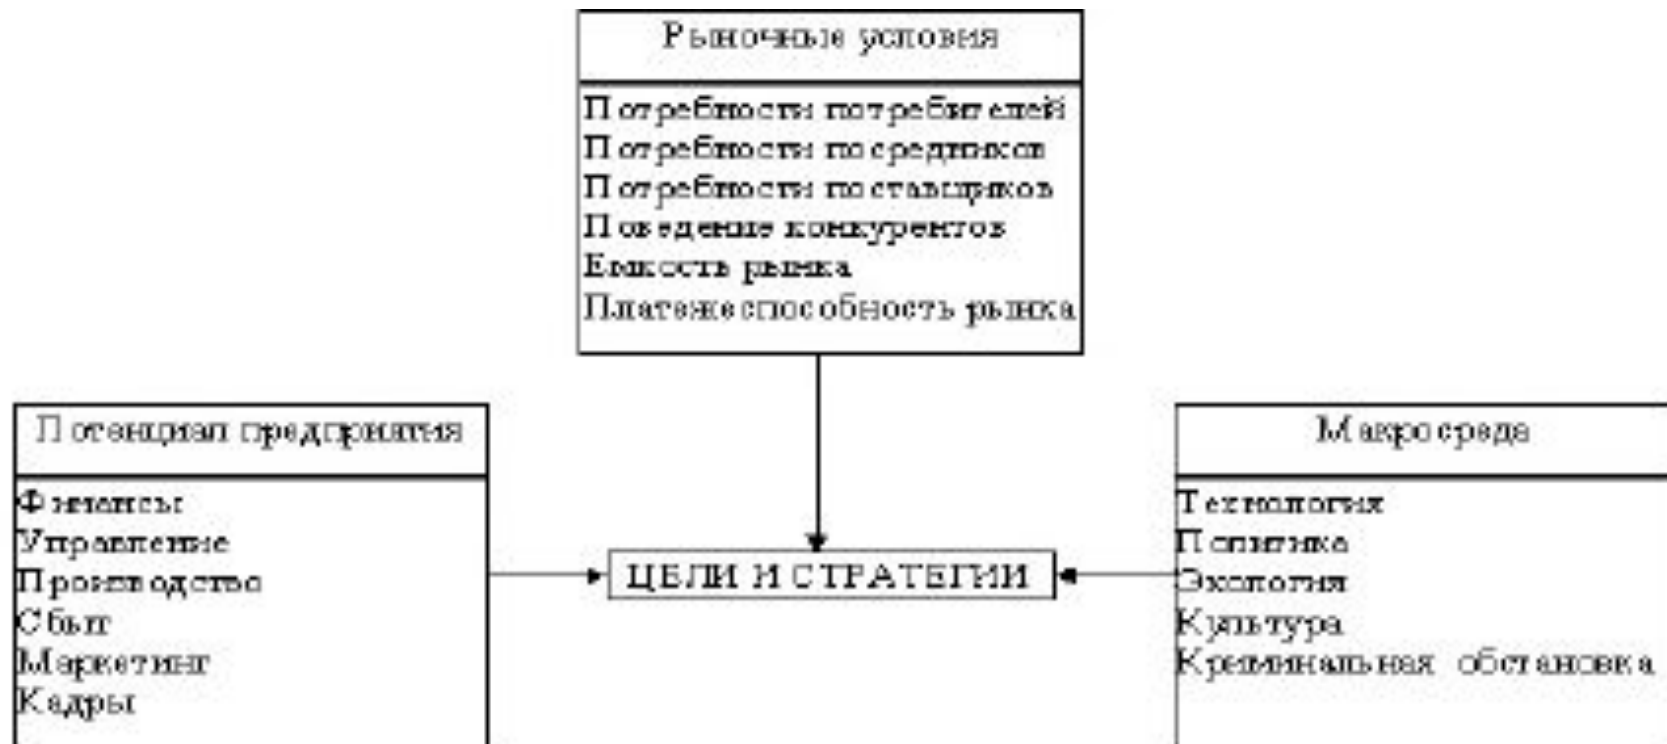 Рыночные условия
Потребности потребителей
Потребности посредников
Потребности поставщиков
Поведение конкурентов
Емкость рынка
Платежеспособность рынка
Потенциал предприятия
Финансы
Управление
Производство
Сбыт
Маркетинг
Кадры
ЦЕЛИ И СТРАТЕГИИ
Макросреда
Технология
Политика
Экология
Культура
Криминальная обстановка